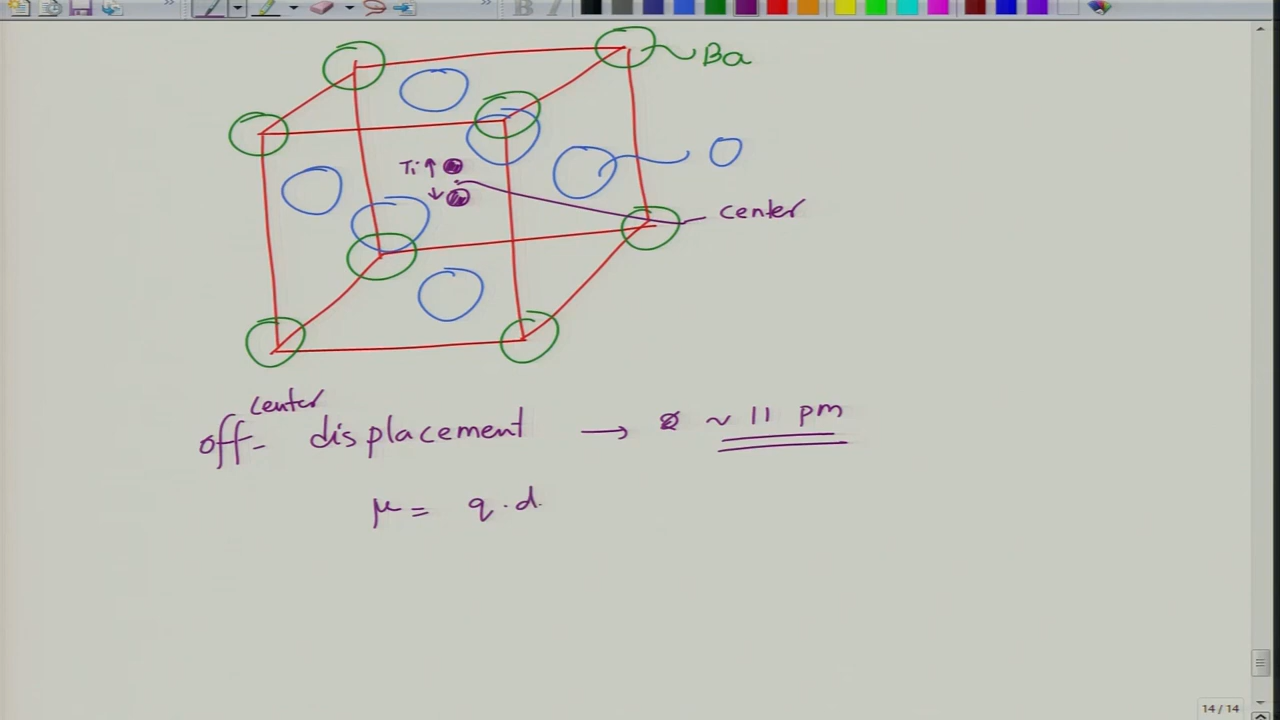 Ba
O
Ti ↑
↓
center
center
off- displacement → ~ 11 pm
μ = q . d
14 / 14